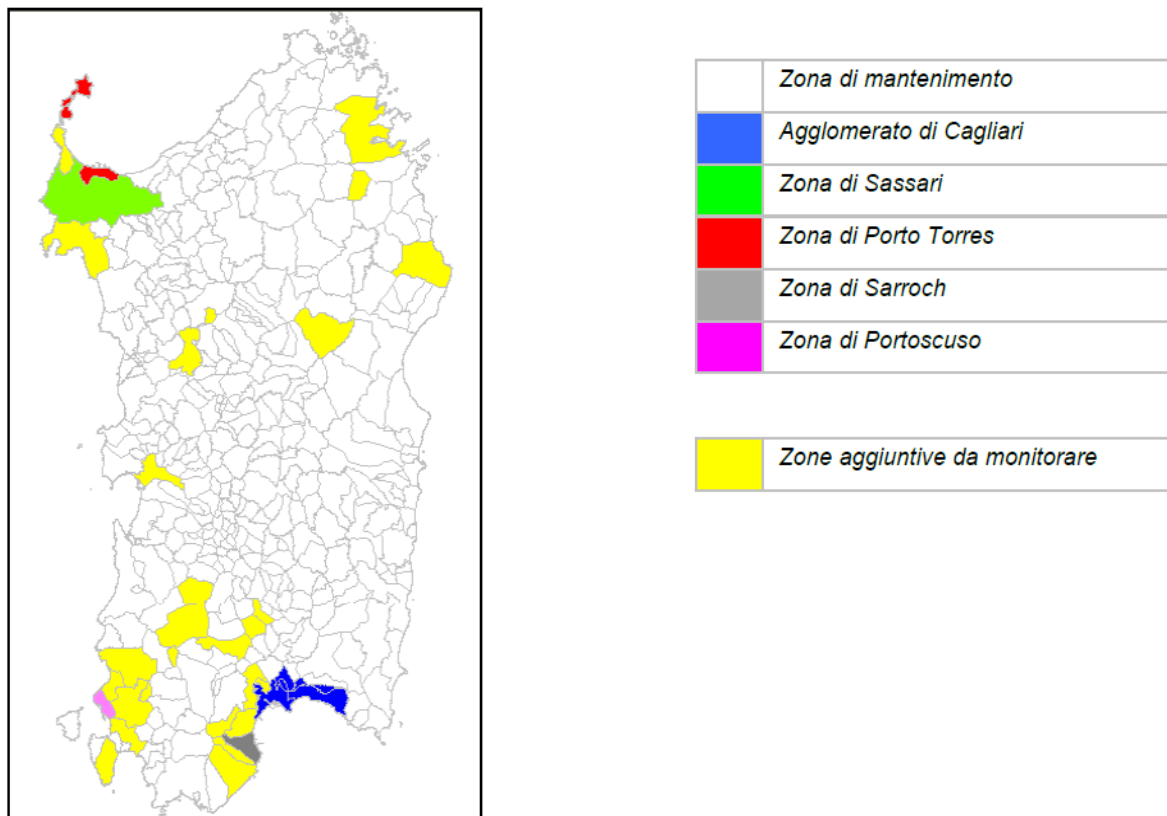 Zona di mantenimento
Agglomerato di Cagliari
Zona di Sassari
Zona di Porto Torres
Zona di Sarroch
Zona di Portoscuso
Zone aggiuntive da monitorare